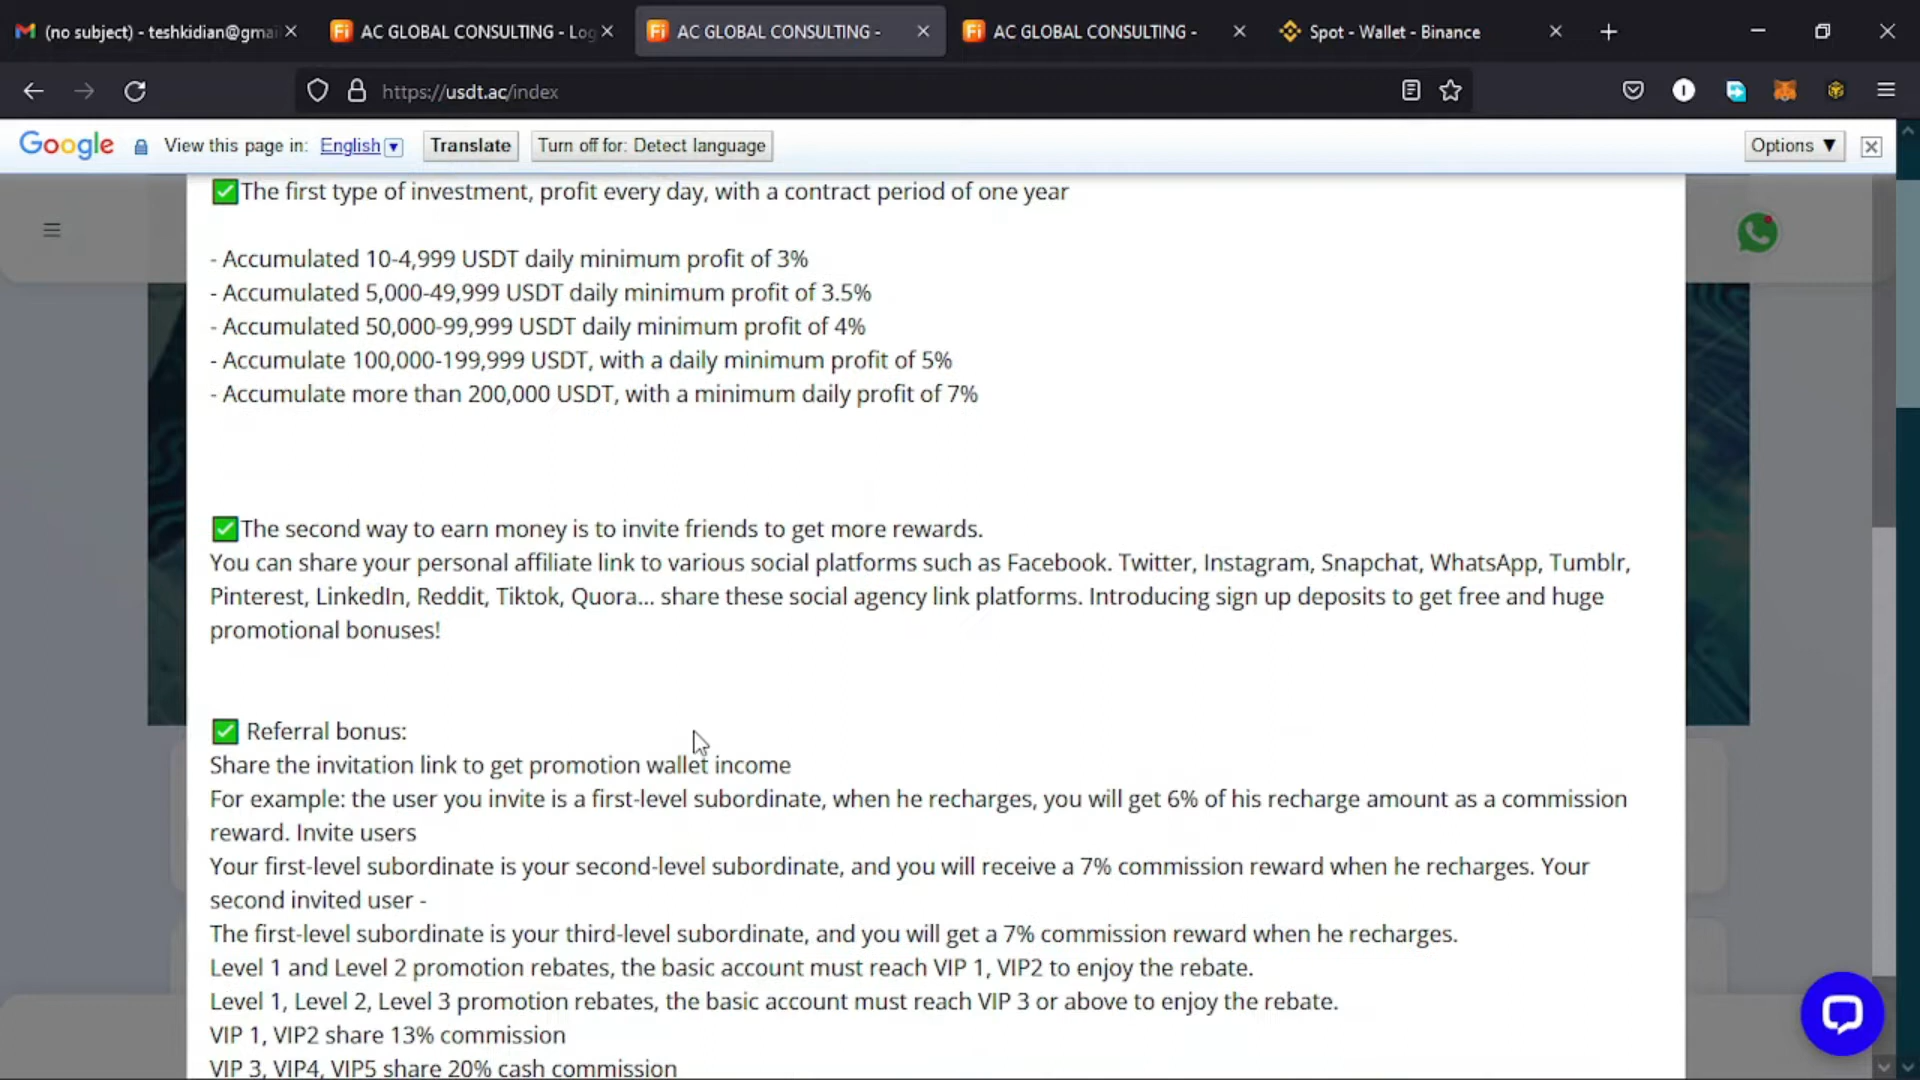 (no subject) - teshkidian@gmai
AC GLOBAL CONSULTING - Log
AC GLOBAL CONSULTING -
AC GLOBAL CONSULTING -
Spot - Wallet - Binance
https://usdt.ac/index
Google View this page in: English Translate Turn off for: Detect language Options ▼
✅The first type of investment, profit every day, with a contract period of one year
- Accumulated 10-4,999 USDT daily minimum profit of 3%
- Accumulated 5,000-49,999 USDT daily minimum profit of 3.5%
- Accumulated 50,000-99,999 USDT daily minimum profit of 4%
- Accumulate 100,000-199,999 USDT, with a daily minimum profit of 5%
- Accumulate more than 200,000 USDT, with a minimum daily profit of 7%
✅The second way to earn money is to invite friends to get more rewards.
You can share your personal affiliate link to various social platforms such as Facebook. Twitter, Instagram, Snapchat, WhatsApp, Tumblr,
Pinterest, LinkedIn, Reddit, Tiktok, Quora... share these social agency link platforms. Introducing sign up deposits to get free and huge
promotional bonuses!
✅ Referral bonus:
Share the invitation link to get promotion wallet income
For example: the user you invite is a first-level subordinate, when he recharges, you will get 6% of his recharge amount as a commission
reward. Invite users
Your first-level subordinate is your second-level subordinate, and you will receive a 7% commission reward when he recharges. Your
second invited user -
The first-level subordinate is your third-level subordinate, and you will get a 7% commission reward when he recharges.
Level 1 and Level 2 promotion rebates, the basic account must reach VIP 1, VIP2 to enjoy the rebate.
Level 1, Level 2, Level 3 promotion rebates, the basic account must reach VIP 3 or above to enjoy the rebate.
VIP 1, VIP2 share 13% commission
VIP 3, VIP4, VIP5 share 20% cash commission